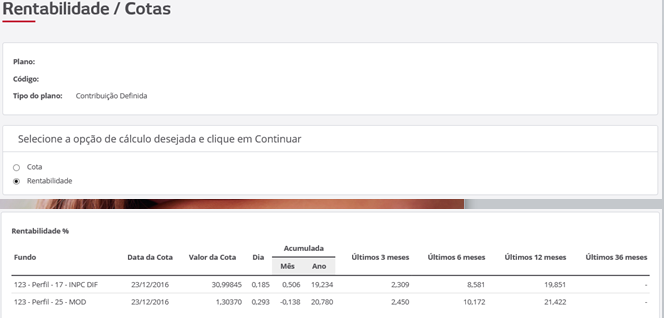 Rentabilidade / Cotas
Plano:
Código:
Tipo do plano: Contribuição Definida
Selecione a opção de cálculo desejada e clique em Continuar
Cota
Rentabilidade
Rentabilidade %
Acumulada
Fundo Data da Cota Valor da Cota Dia Mês Ano Últimos 3 meses Últimos 6 meses Últimos 12 meses Últimos 36 meses
123 - Perfil - 17 - INPC DIF 23/12/2016 30,99845 0,185 0,506 19,234 2,309 8,581 19,851 -
123 - Perfil - 25 - MOD 23/12/2016 1,30370 0,293 -0,138 20,780 2,450 10,172 21,422 -